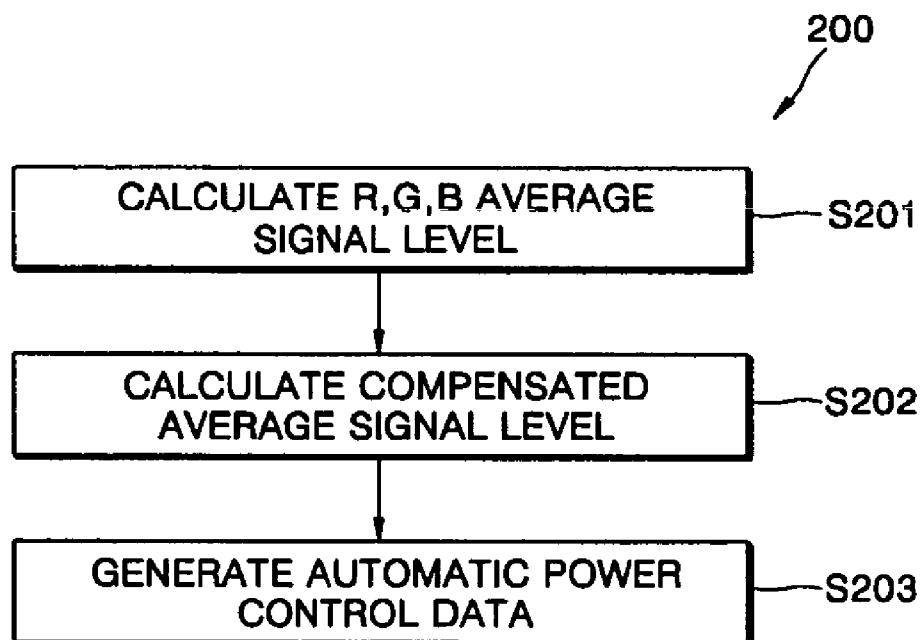 200
CALCULATE R,G,B AVERAGE
SIGNAL LEVEL
S201
CALCULATE COMPENSATED
AVERAGE SIGNAL LEVEL
S202
GENERATE AUTOMATIC POWER
CONTROL DATA
S203